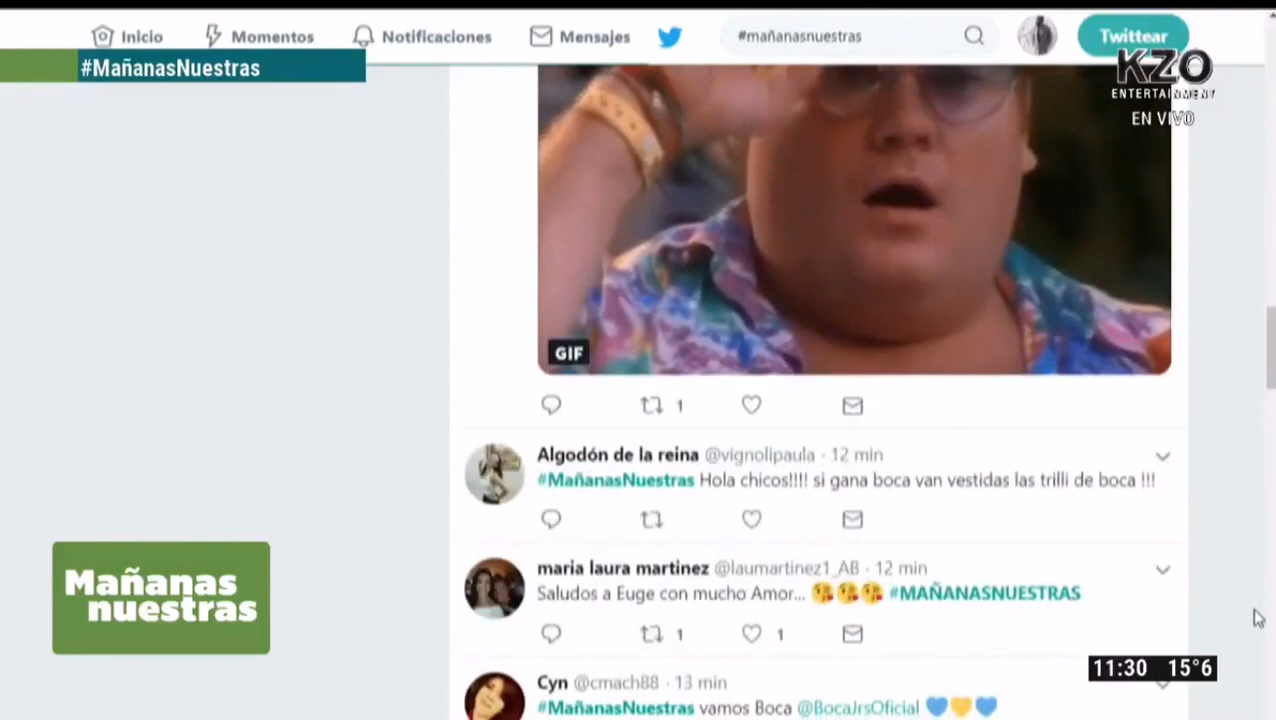 Inicio Momentos Notificaciones Mensajes #mañanasnuestras Twittear
#MañanasNuestras
KZO
ENTERTAINMENT
EN VIVO
GIF
1
Algodón de la reina @vignolipaula · 12 min
#MañanasNuestras Hola chicos!!!! si gana boca van vestidas las trilli de boca !!!
maria laura martinez @laumartinez1_AB · 12 min
Saludos a Euge con mucho Amor... 😘😘😘 #MAÑANASNUESTRAS
1 1
Mañanas
nuestras
11:30 15°6
Cyn @cmach88 · 13 min
#MañanasNuestras vamos Boca @BocaJrsOficial 💙💛💙